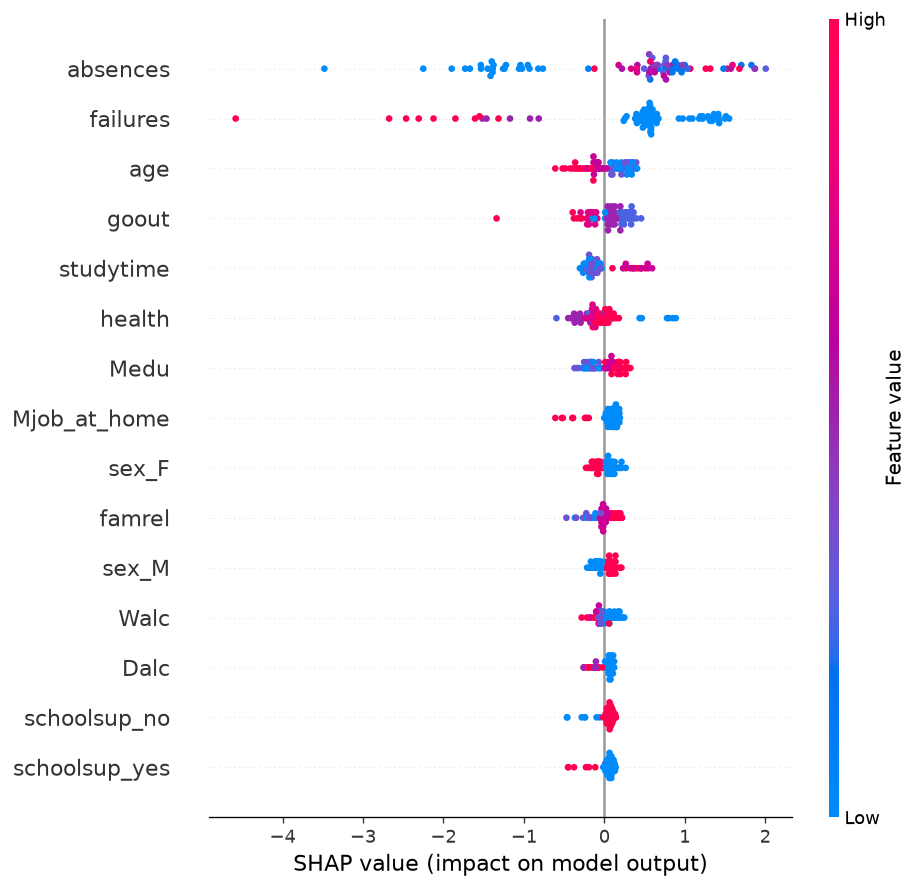 High
absences
failures
age
goout
studytime
health
Medu
Mjob_at_home
sex_F
famrel
sex_M
Walc
Dalc
schoolsup_no
schoolsup_yes
Feature value
Low
−4 −3 −2 −1 0 1 2
SHAP value (impact on model output)